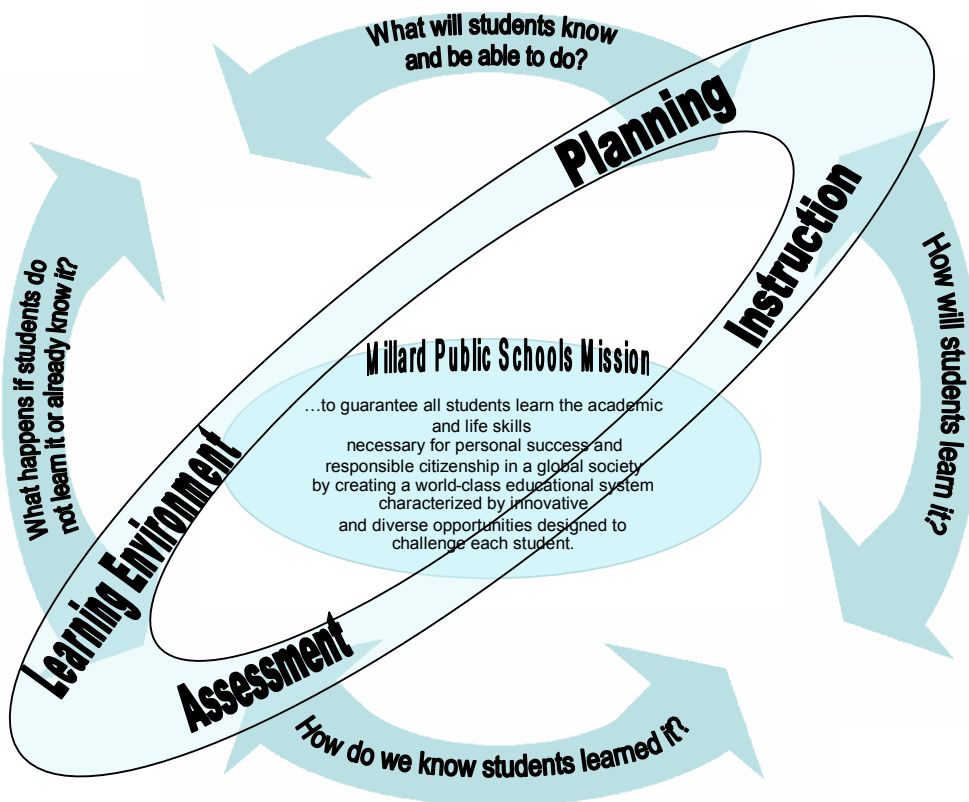 What will students know
and be able to do?
Planning
Instruction
How will students learn it?
What happens if students do
not learn it or already know it?
Millard Public Schools Mission
…to guarantee all students learn the academic
and life skills
necessary for personal success and
responsible citizenship in a global society
by creating a world-class educational system
characterized by innovative
and diverse opportunities designed to
challenge each student.
Learning Environment
Assessment
How do we know students learned it?